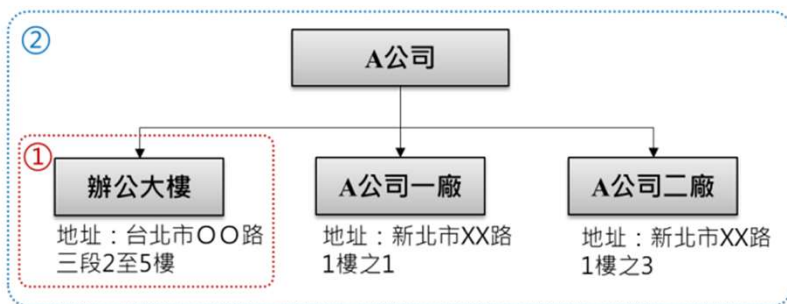 ②
A公司
①
辦公大樓
A公司一廠
A公司二廠
地址：台北市〇〇路
三段2至5樓
地址：新北市XX路
1樓之1
地址：新北市XX路
1樓之3